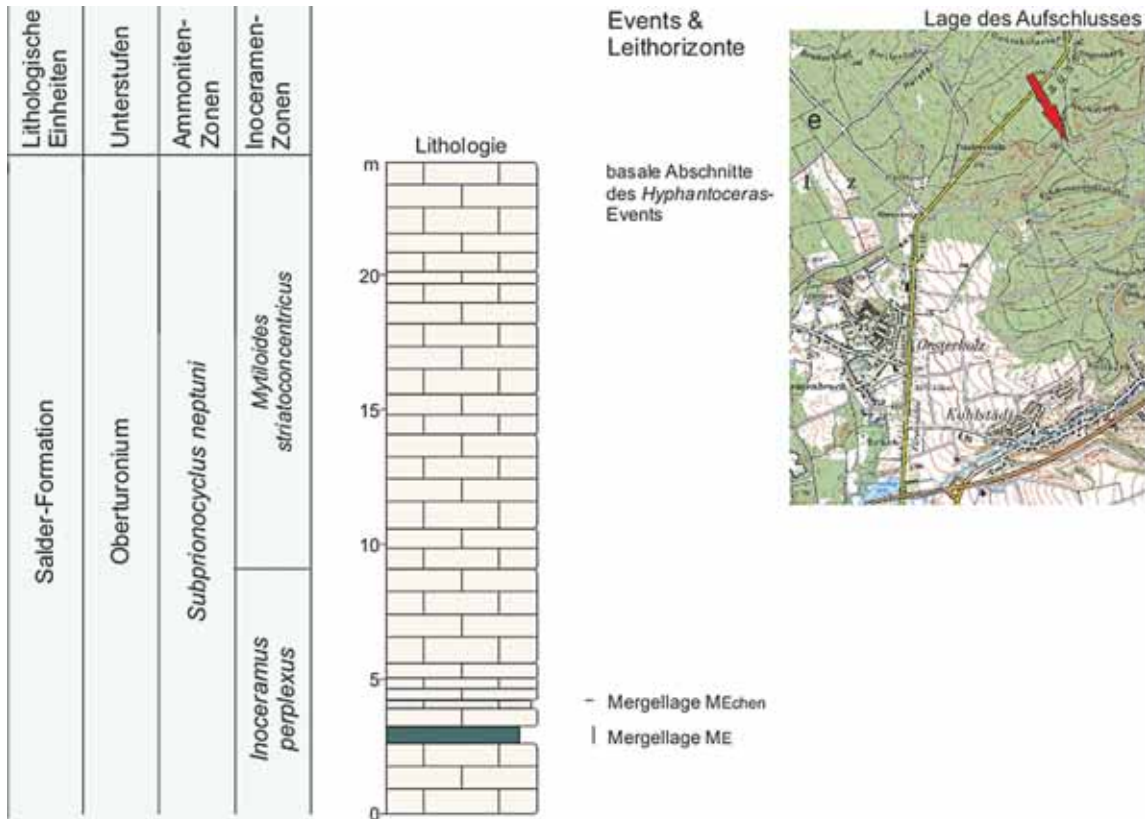 Lithologische
Einheiten
Unterstufen
Ammoniten-
Zonen
Inoceramen-
Zonen
Salder-Formation
Oberturonium
Subprionocyclus neptuni
Mytiloides
striatoconcentricus
Inoceramus
perplexus
Lithologie
m
20
15
10
5
0
Events &
Leithorizonte
basale Abschnitte
des Hyphantoceras-
Events
Mergellage MEchen
Mergellage ME
Lage des Aufschlusses
e
l z
Oesterholz
Kohlstädt